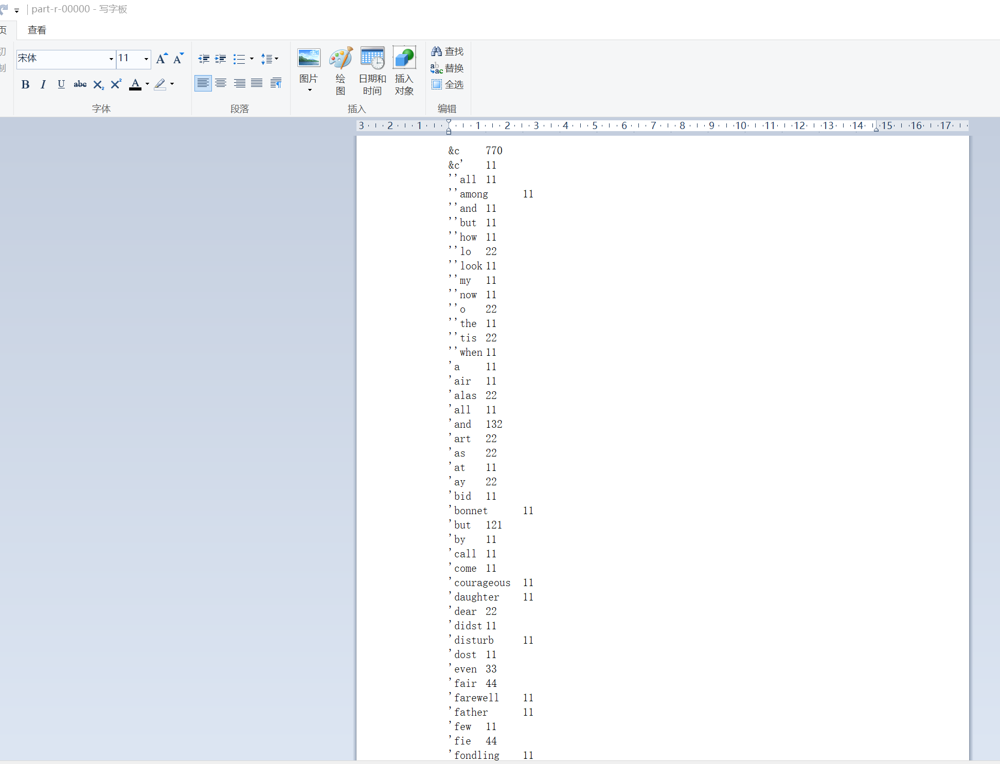 part-r-00000 - 写字板
页
查看
切
制
宋体
11
A
A
B I U abc X₂ X² A
字体
段落
图片
绘图
日期和时间
插入对象
插入
查找
替换
全选
编辑
3 2 1 1 2 3 4 5 6 7 8 9 10 11 12 13 14 15 16 17
&c 770
&c' 11
''all 11
''among 11
''and 11
''but 11
''how 11
''lo 22
''look 11
''my 11
''now 11
''o 22
''the 11
''tis 22
''when 11
'a 11
'air 11
'alas 22
'all 11
'and 132
'art 22
'as 22
'at 11
'ay 22
'bid 11
'bonnet 11
'but 121
'by 11
'call 11
'come 11
'courageous 11
'daughter 11
'dear 22
'didst 11
'disturb 11
'dost 11
'even 33
'fair 44
'farewell 11
'father 11
'few 11
'fie 44
'fondling 11